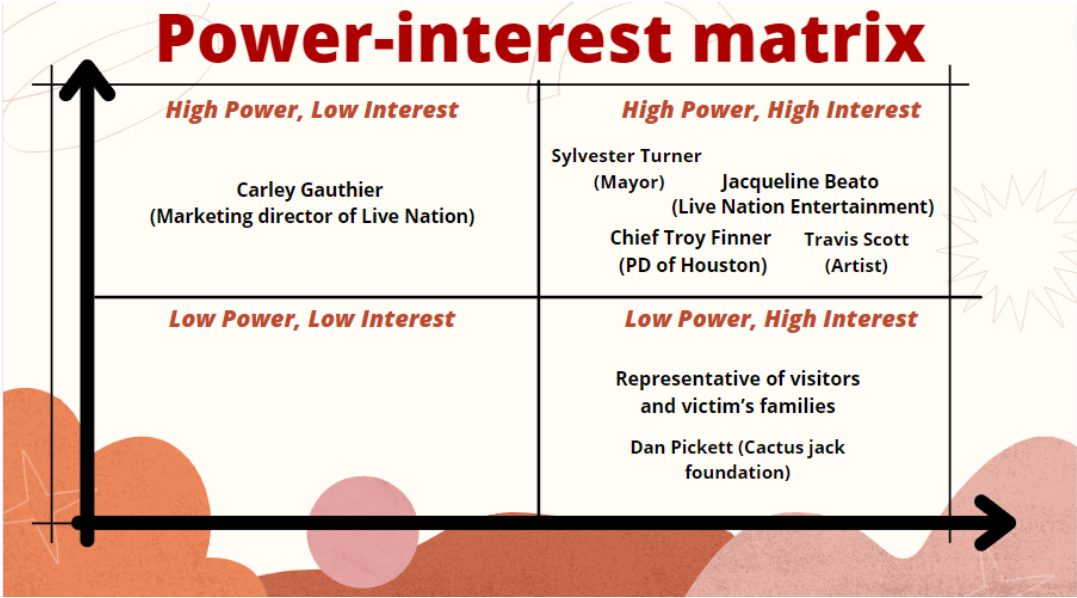 Power-interest matrix
High Power, Low Interest
Carley Gauthier
(Marketing director of Live Nation)
High Power, High Interest
Sylvester Turner
(Mayor)
Jacqueline Beato
(Live Nation Entertainment)
Chief Troy Finner
(PD of Houston)
Travis Scott
(Artist)
Low Power, Low Interest
Low Power, High Interest
Representative of visitors
and victim's families
Dan Pickett (Cactus jack
foundation)